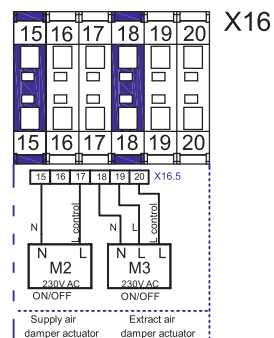 X16
15 16 17 18 19 20
15 16 17 18 19 20
15 16 17 18 19 20 X16.5
N L control N L L control
N L N L L
M2 M3
230V AC 230V AC
ON/OFF ON/OFF
Supply air Extract air
damper actuator damper actuator